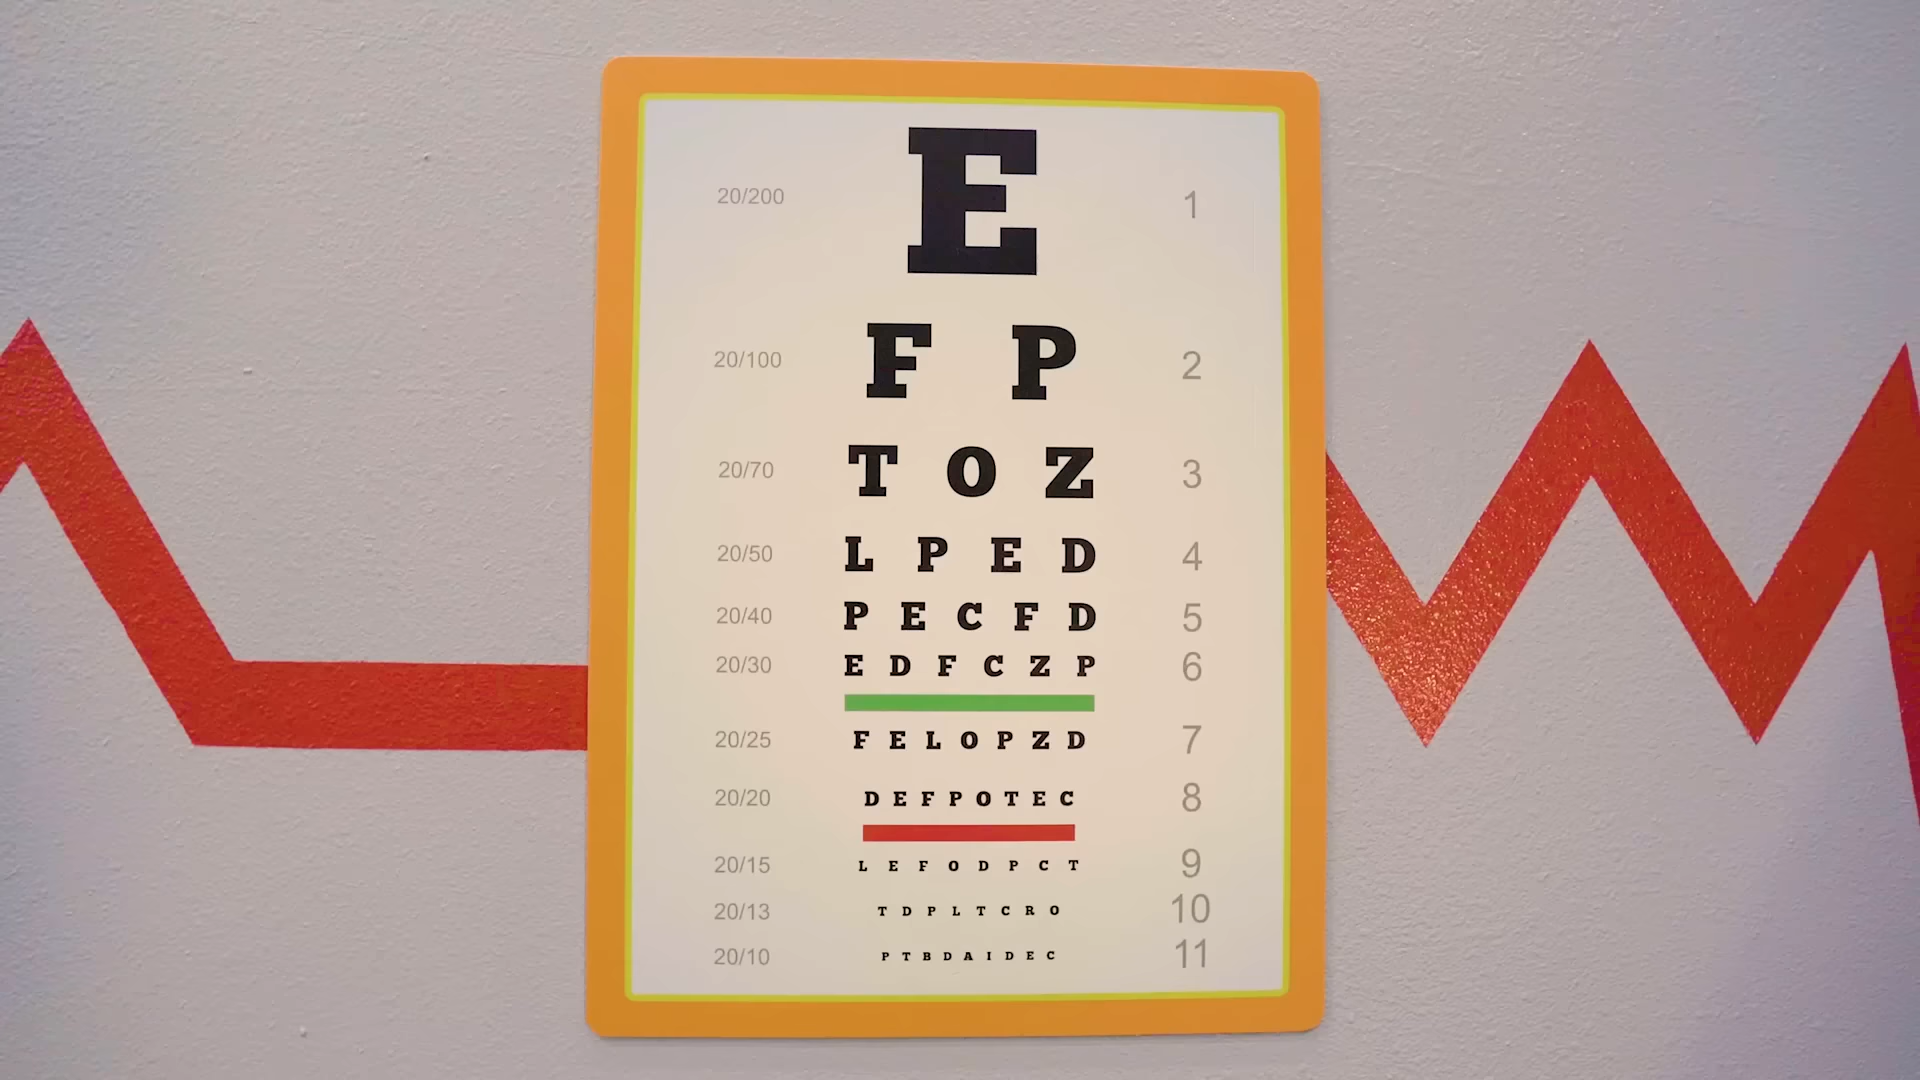 20/200 E 1
20/100 F P 2
20/70 T O Z 3
20/50 L P E D 4
20/40 P E C F D 5
20/30 E D F C Z P 6
20/25 F E L O P Z D 7
20/20 D E F P O T E C 8
20/15 L E F O D P C T 9
20/13 T D P L T C R O 10
20/10 P T B D A I D E C 11